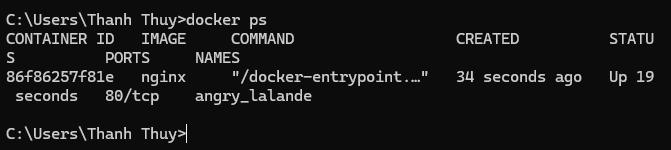 C:\Users\Thanh Thuy>docker ps
CONTAINER ID   IMAGE     COMMAND                  CREATED          STATU
S          PORTS     NAMES
86f86257f81e   nginx     "/docker-entrypoint.…"   34 seconds ago   Up 19
 seconds   80/tcp    angry_lalande
C:\Users\Thanh Thuy>